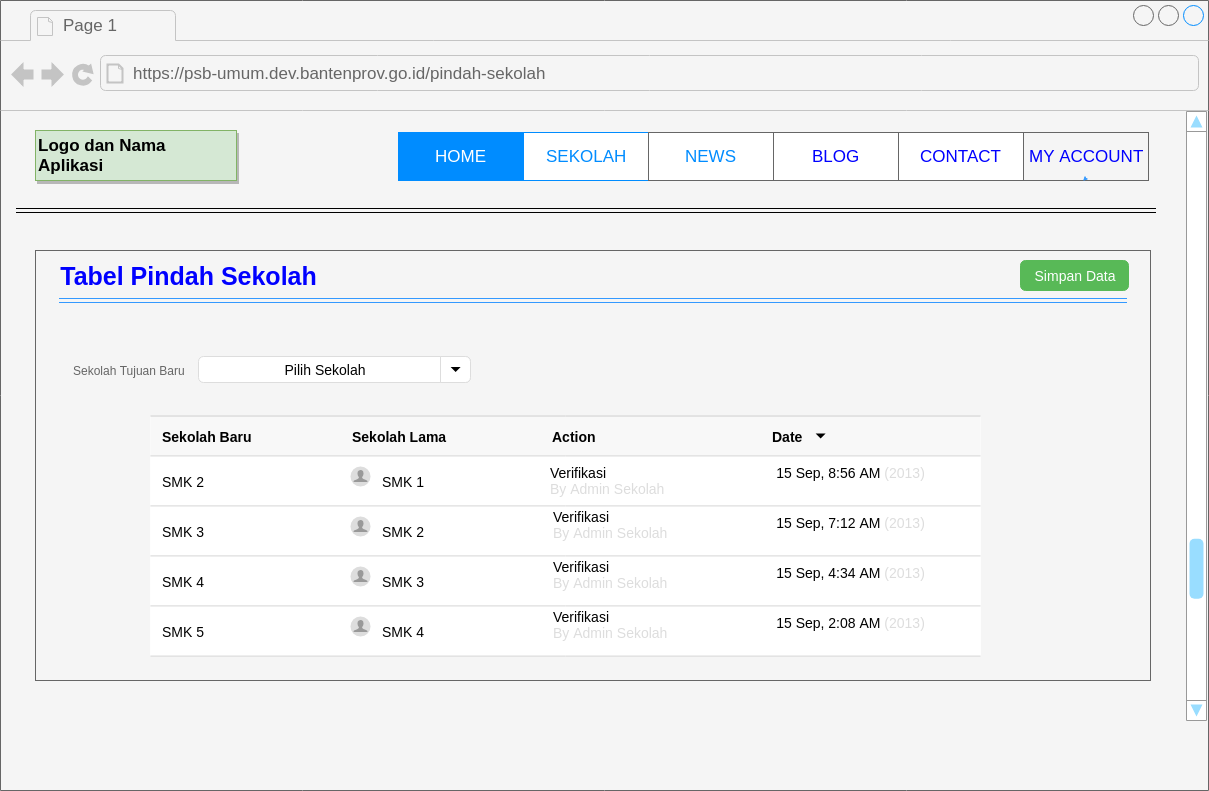 Page 1
https://psb-umum.dev.bantenprov.go.id/pindah-sekolah
Logo dan Nama
Aplikasi
HOME SEKOLAH NEWS BLOG CONTACT MY ACCOUNT
Tabel Pindah Sekolah
Simpan Data
Sekolah Tujuan Baru Pilih Sekolah
Sekolah Baru Sekolah Lama Action Date
SMK 2 SMK 1 Verifikasi 15 Sep, 8:56 AM (2013)
By Admin Sekolah
SMK 3 SMK 2 Verifikasi 15 Sep, 7:12 AM (2013)
By Admin Sekolah
SMK 4 SMK 3 Verifikasi 15 Sep, 4:34 AM (2013)
By Admin Sekolah
SMK 5 SMK 4 Verifikasi 15 Sep, 2:08 AM (2013)
By Admin Sekolah